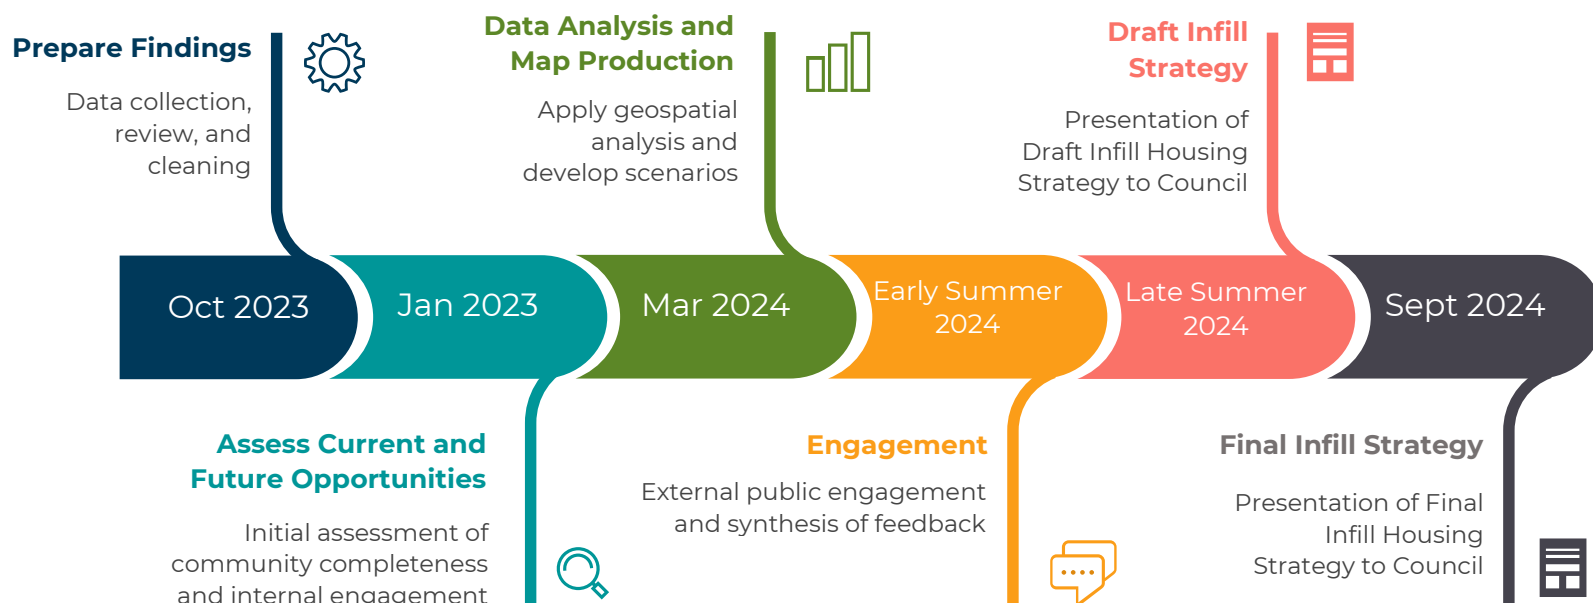 Prepare Findings
Data collection,
review, and
cleaning
Data Analysis and
Map Production
Apply geospatial
analysis and
develop scenarios
Draft Infill
Strategy
Presentation of
Draft Infill Housing
Strategy to Council
Oct 2023
Jan 2023
Mar 2024
Early Summer
2024
Late Summer
2024
Sept 2024
Assess Current and
Future Opportunities
Initial assessment of
community completeness
and internal engagement
Engagement
External public engagement
and synthesis of feedback
Final Infill Strategy
Presentation of Final
Infill Housing
Strategy to Council